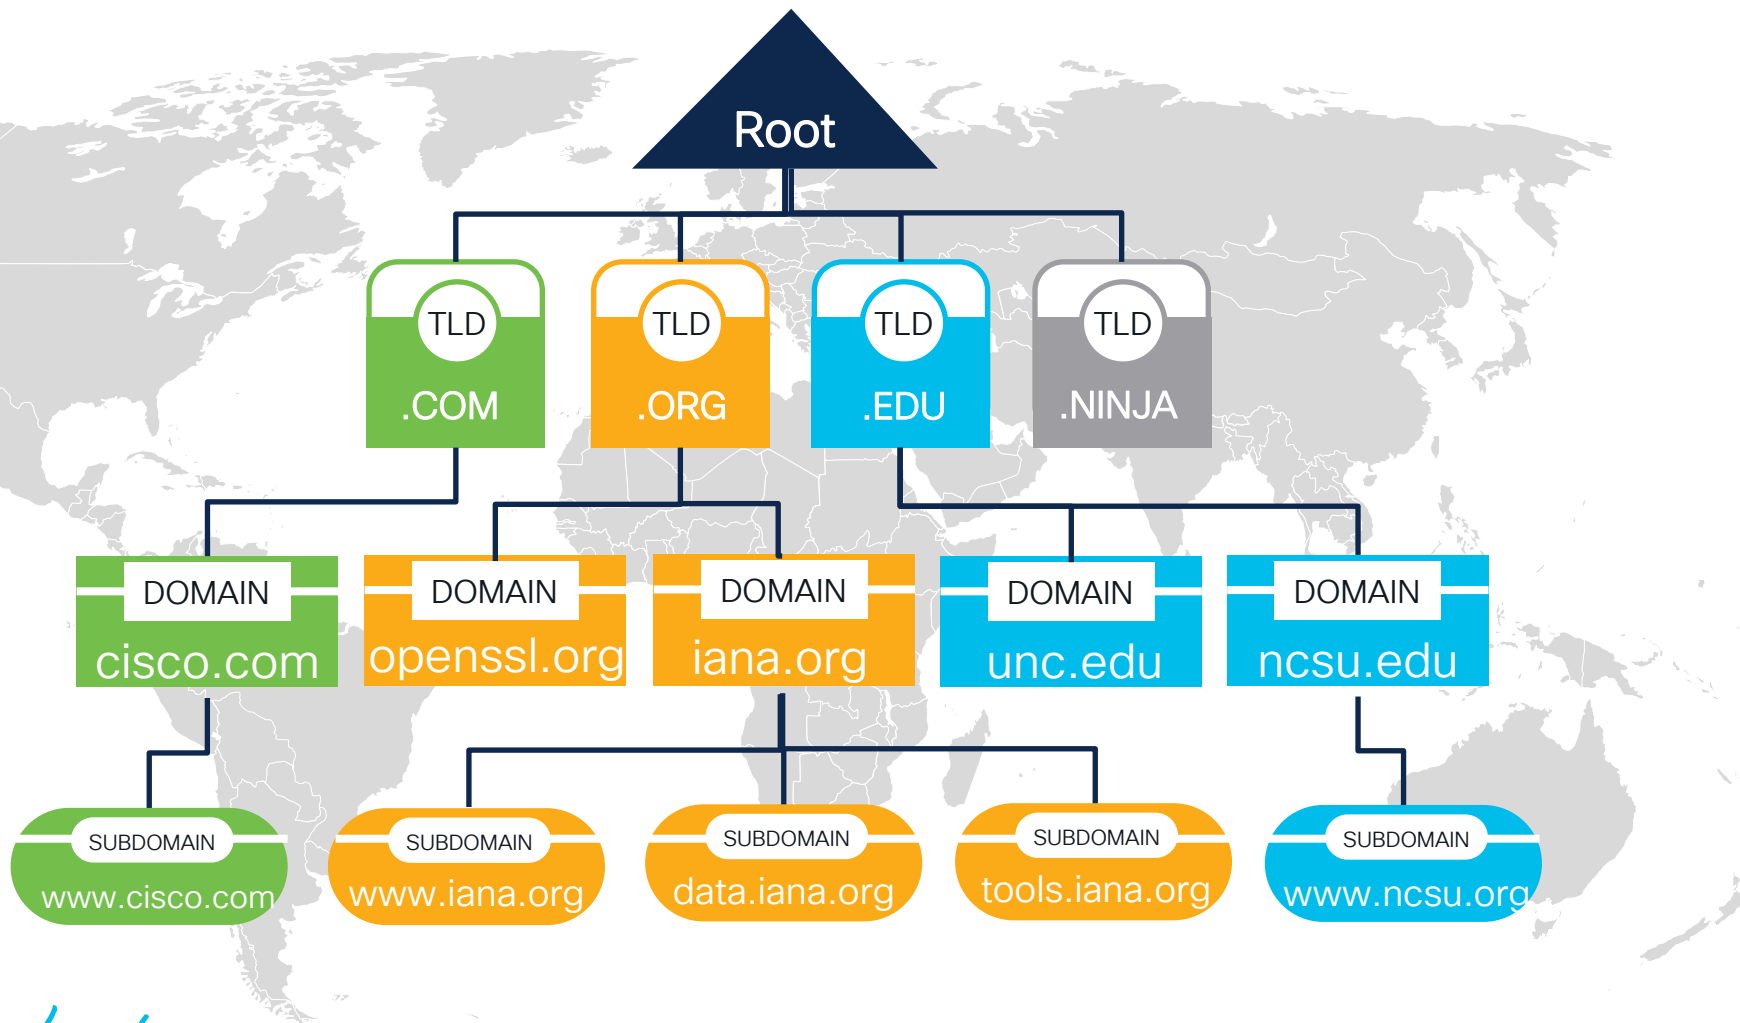 Root
TLD
.COM
TLD
.ORG
TLD
.EDU
TLD
.NINJA
DOMAIN
cisco.com
DOMAIN
openssl.org
DOMAIN
iana.org
DOMAIN
unc.edu
DOMAIN
ncsu.edu
SUBDOMAIN
www.cisco.com
SUBDOMAIN
www.iana.org
SUBDOMAIN
data.iana.org
SUBDOMAIN
tools.iana.org
SUBDOMAIN
www.ncsu.org